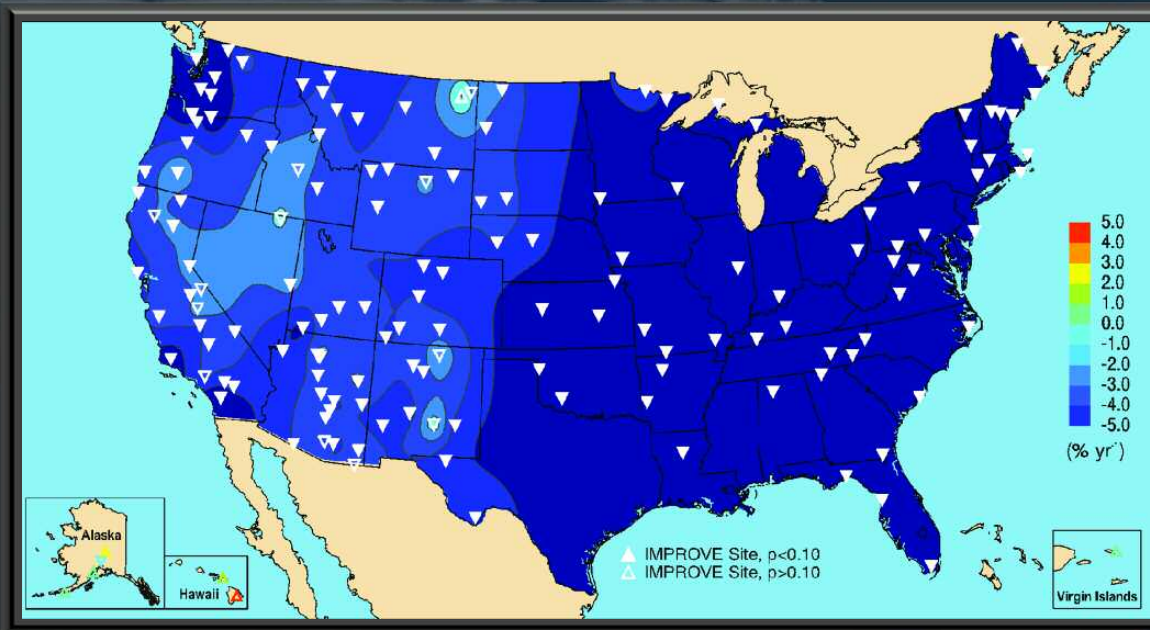 5.0
4.0
3.0
2.0
1.0
0.0
-1.0
-2.0
-3.0
-4.0
-5.0
(% yr⁻)
Alaska
Hawaii
IMPROVE Site, p<0.10
IMPROVE Site, p>0.10
Virgin Islands